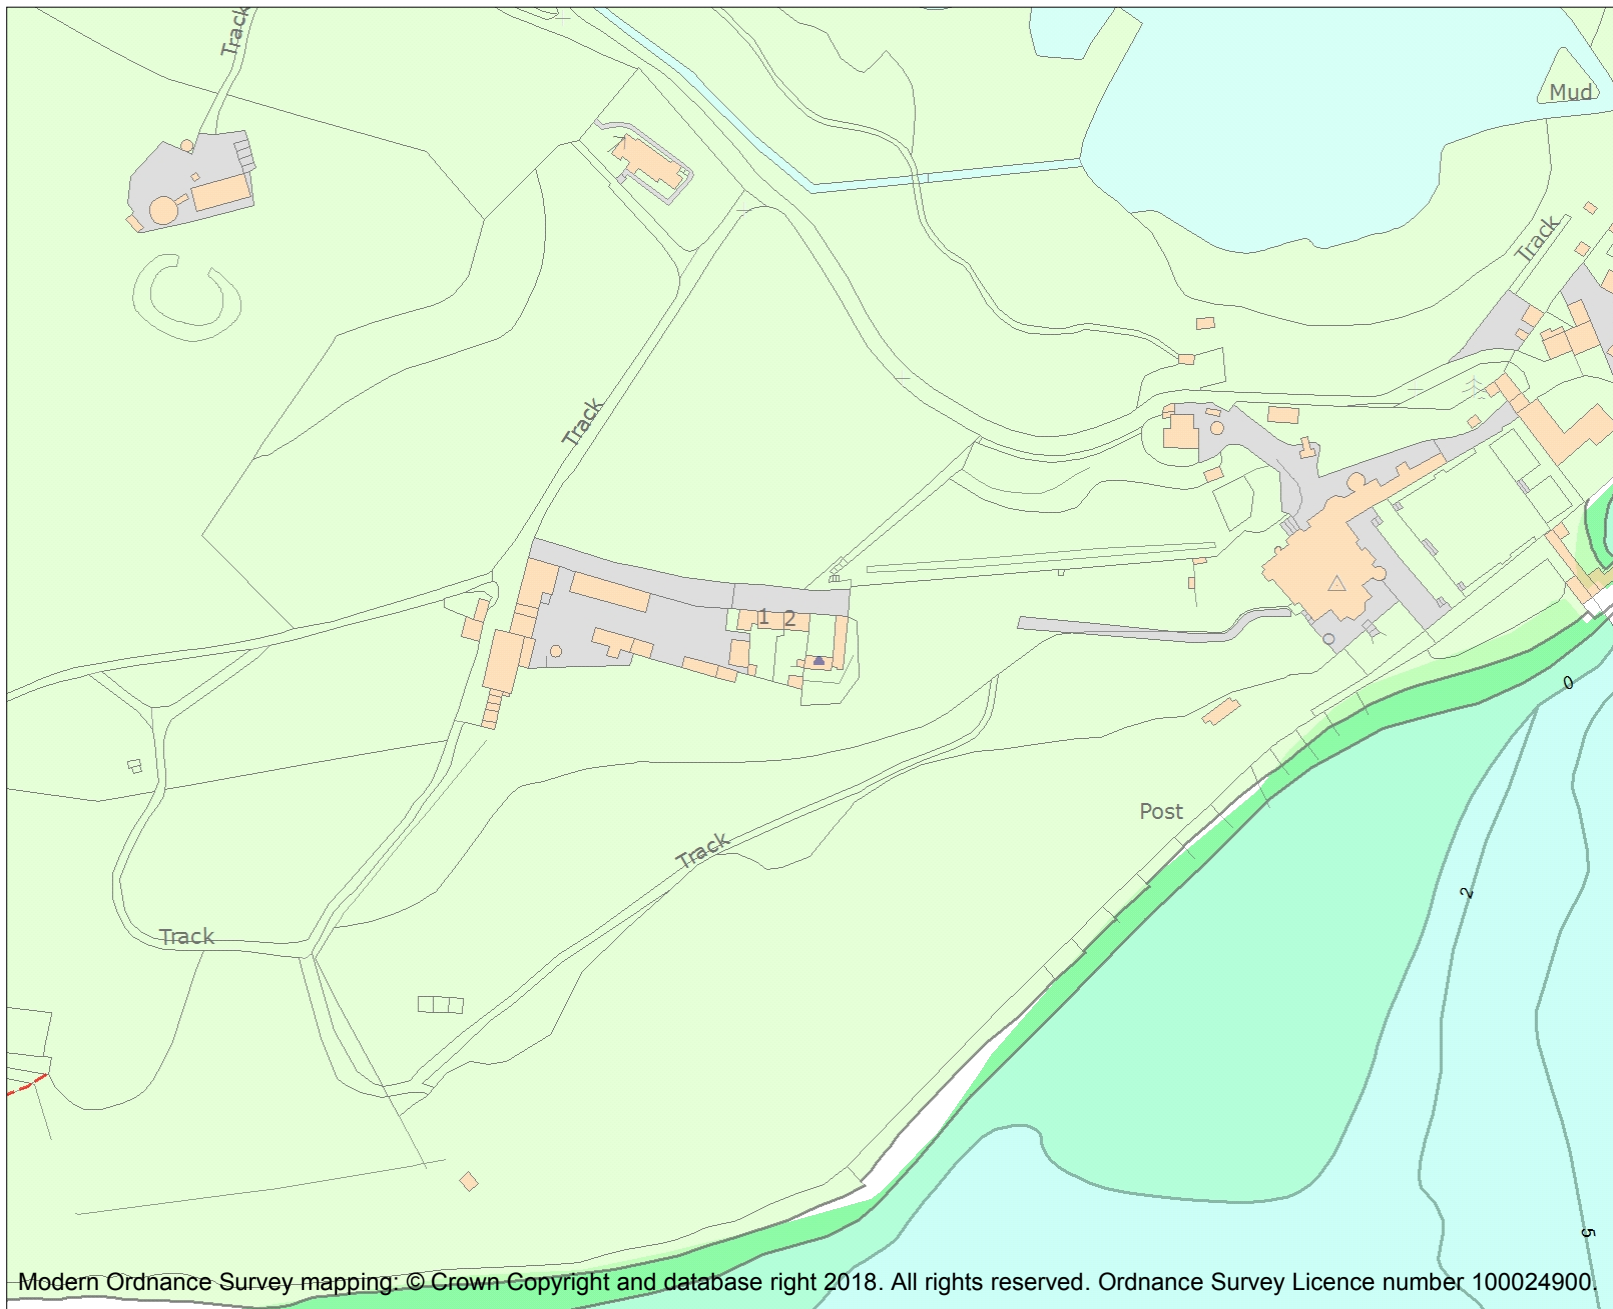 Track
Mud
Track
Track
1 2
0
Post
Track
2
Track
5
Modern Ordnance Survey mapping: © Crown Copyright and database right 2018. All rights reserved. Ordnance Survey Licence number 100024900.